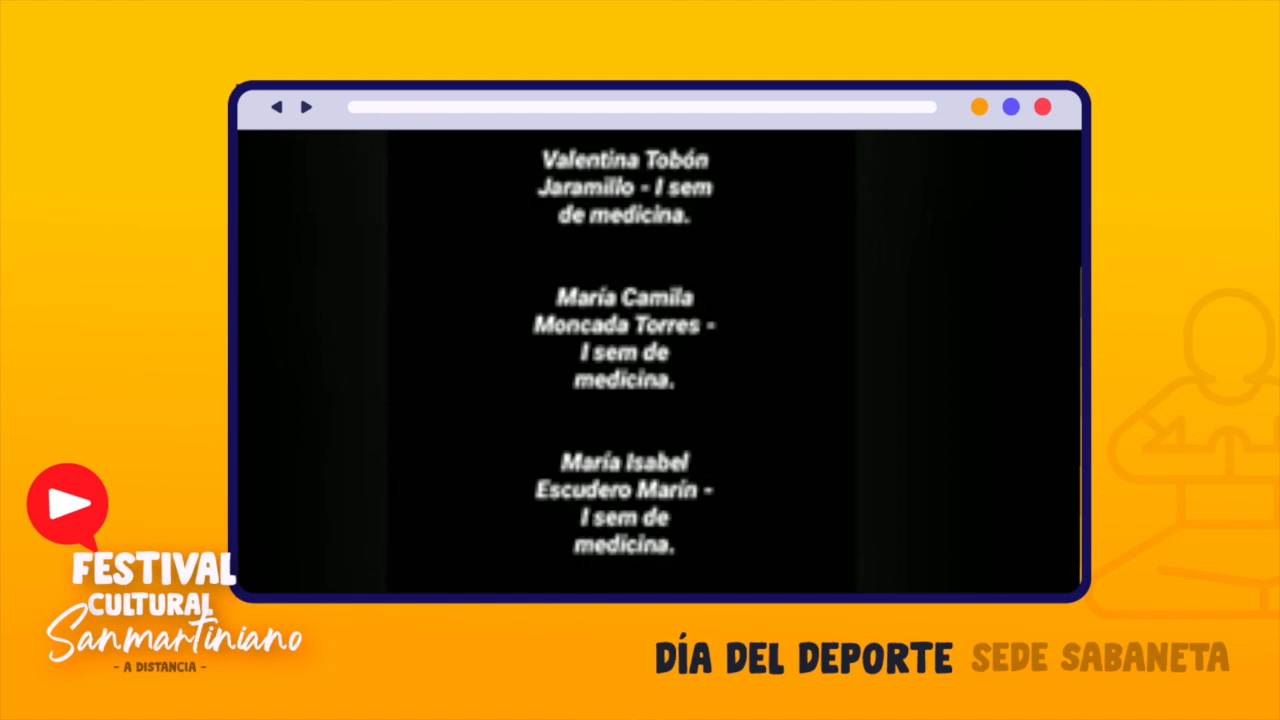 Valentina Tobón
Jaramillo - I sem
de medicina.
María Camila
Moncada Torres -
I sem de
medicina.
María Isabel
Escudero Marín -
I sem de
medicina.
FESTIVAL
CULTURAL
Sanmartiniano
- A DISTANCIA -
DÍA DEL DEPORTE SEDE SABANETA